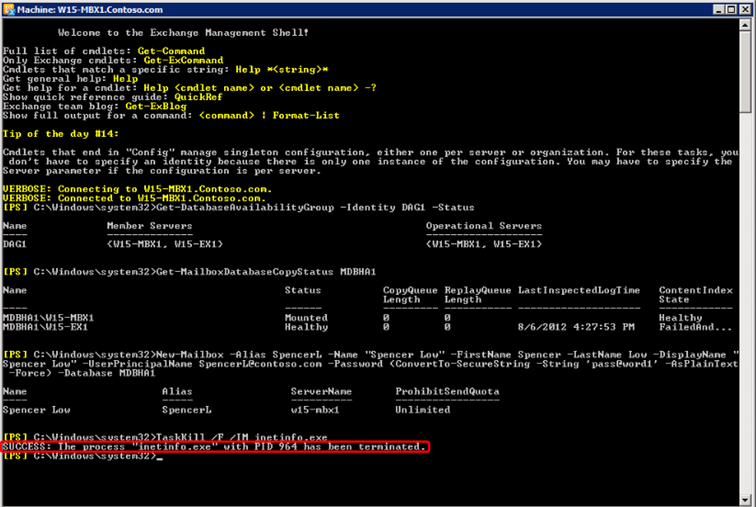 Machine: W15-MBX1.Contoso.com
Welcome to the Exchange Management Shell!
Full list of cmdlets: Get-Command
Only Exchange cmdlets: Get-ExCommand
Cmdlets that match a specific string: Help *<string>*
Get general help: Help
Get help for a cmdlet: Help <cmdlet name> or <cmdlet name> -?
Show quick reference guide: QuickRef
Exchange team blog: Get-ExBlog
Show full output for a command: <command> | Format-List
Tip of the day #14:
Cmdlets that end in "Config" manage singleton configuration, either one per server or organization. For these tasks, you
don't have to specify an identity because there is only one instance of the configuration. You may have to specify the
Server parameter if the configuration is per server.
VERBOSE: Connecting to W15-MBX1.Contoso.com.
VERBOSE: Connected to W15-MBX1.Contoso.com.
[PS] C:\Windows\system32>Get-DatabaseAvailabilityGroup -Identity DAG1 -Status
Name Member Servers Operational Servers
---- -------------- -------------------
DAG1 {W15-MBX1, W15-EX1} {W15-MBX1, W15-EX1}
[PS] C:\Windows\system32>Get-MailboxDatabaseCopyStatus MDBHA1
Name Status CopyQueue ReplayQueue LastInspectedLogTime ContentIndex
Length Length State
---- ------ --------- ----------- -------------------- ------------
MDBHA1\W15-MBX1 Mounted 0 0 Healthy
MDBHA1\W15-EX1 Healthy 0 0 8/6/2012 4:27:53 PM FailedAnd...
[PS] C:\Windows\system32>New-Mailbox -Alias SpencerL -Name "Spencer Low" -FirstName Spencer -LastName Low -DisplayName "
Spencer Low" -UserPrincipalName SpencerL@contoso.com -Password (ConvertTo-SecureString -String 'pass@word1' -AsPlainText
-Force) -Database MDBHA1
Name Alias ServerName ProhibitSendQuota
---- ----- ---------- -----------------
Spencer Low SpencerL w15-mbx1 Unlimited
[PS] C:\Windows\system32>TaskKill /F /IM inetinfo.exe
SUCCESS: The process "inetinfo.exe" with PID 964 has been terminated.
[PS] C:\Windows\system32>_